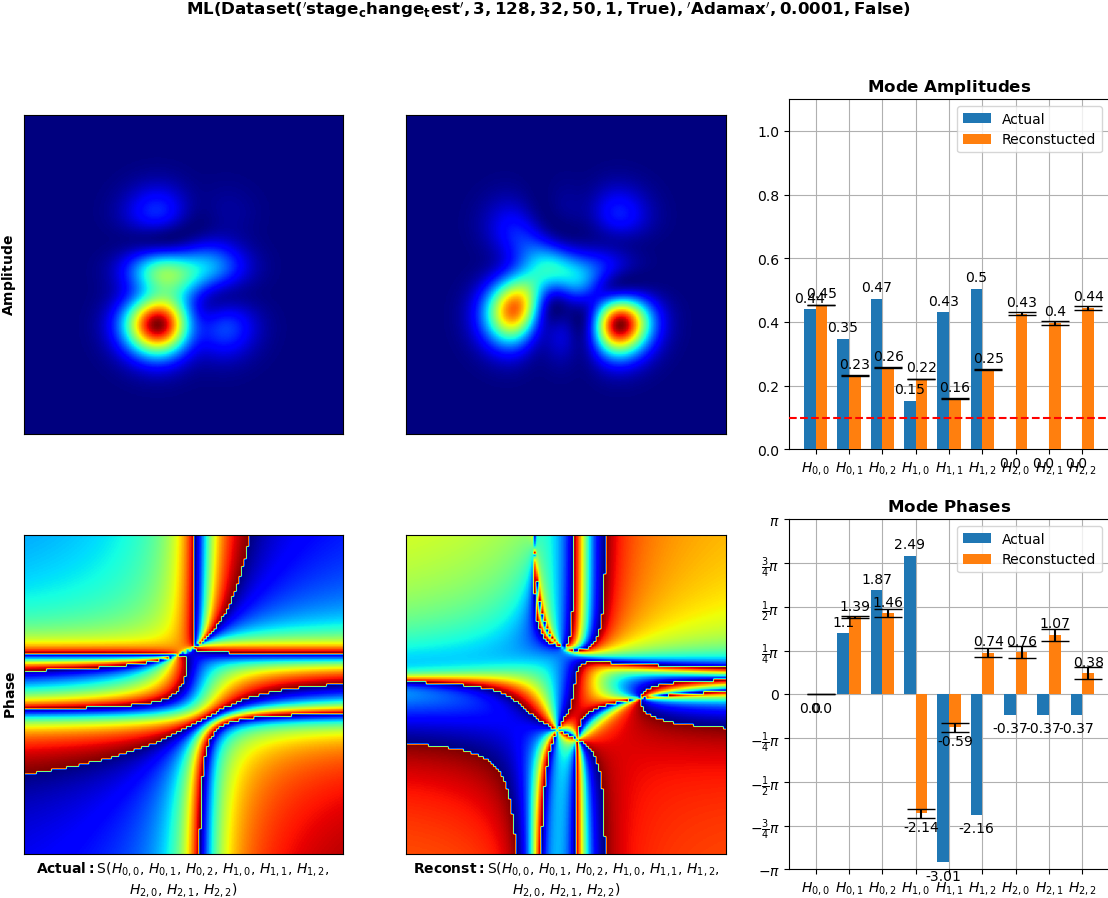 ML(Dataset('stage_change_test', 3, 128, 32, 50, 1, True), 'Adamax', 0.0001, False)
Amplitude
Mode Amplitudes
Actual
Reconstucted
1.0
0.8
0.6
0.4
0.2
0.0
0.44
0.45
0.35
0.23
0.47
0.26
0.15
0.22
0.43
0.16
0.5
0.25
0.0
0.43
0.0
0.4
0.0
0.44
H0,0 H0,1 H0,2 H1,0 H1,1 H1,2 H2,0 H2,1 H2,2
Phase
Actual: S(H0,0, H0,1, H0,2, H1,0, H1,1, H1,2,
H2,0, H2,1, H2,2)
Reconst: S(H0,0, H0,1, H0,2, H1,0, H1,1, H1,2,
H2,0, H2,1, H2,2)
Mode Phases
Actual
Reconstucted
π
3/4π
1/2π
1/4π
0
−1/4π
−1/2π
−3/4π
−π
0.0
0.0
1.1
1.39
1.87
1.46
2.49
-2.14
-3.01
-0.59
-2.16
0.74
-0.37
0.76
-0.37
1.07
-0.37
0.38
H0,0 H0,1 H0,2 H1,0 H1,1 H1,2 H2,0 H2,1 H2,2